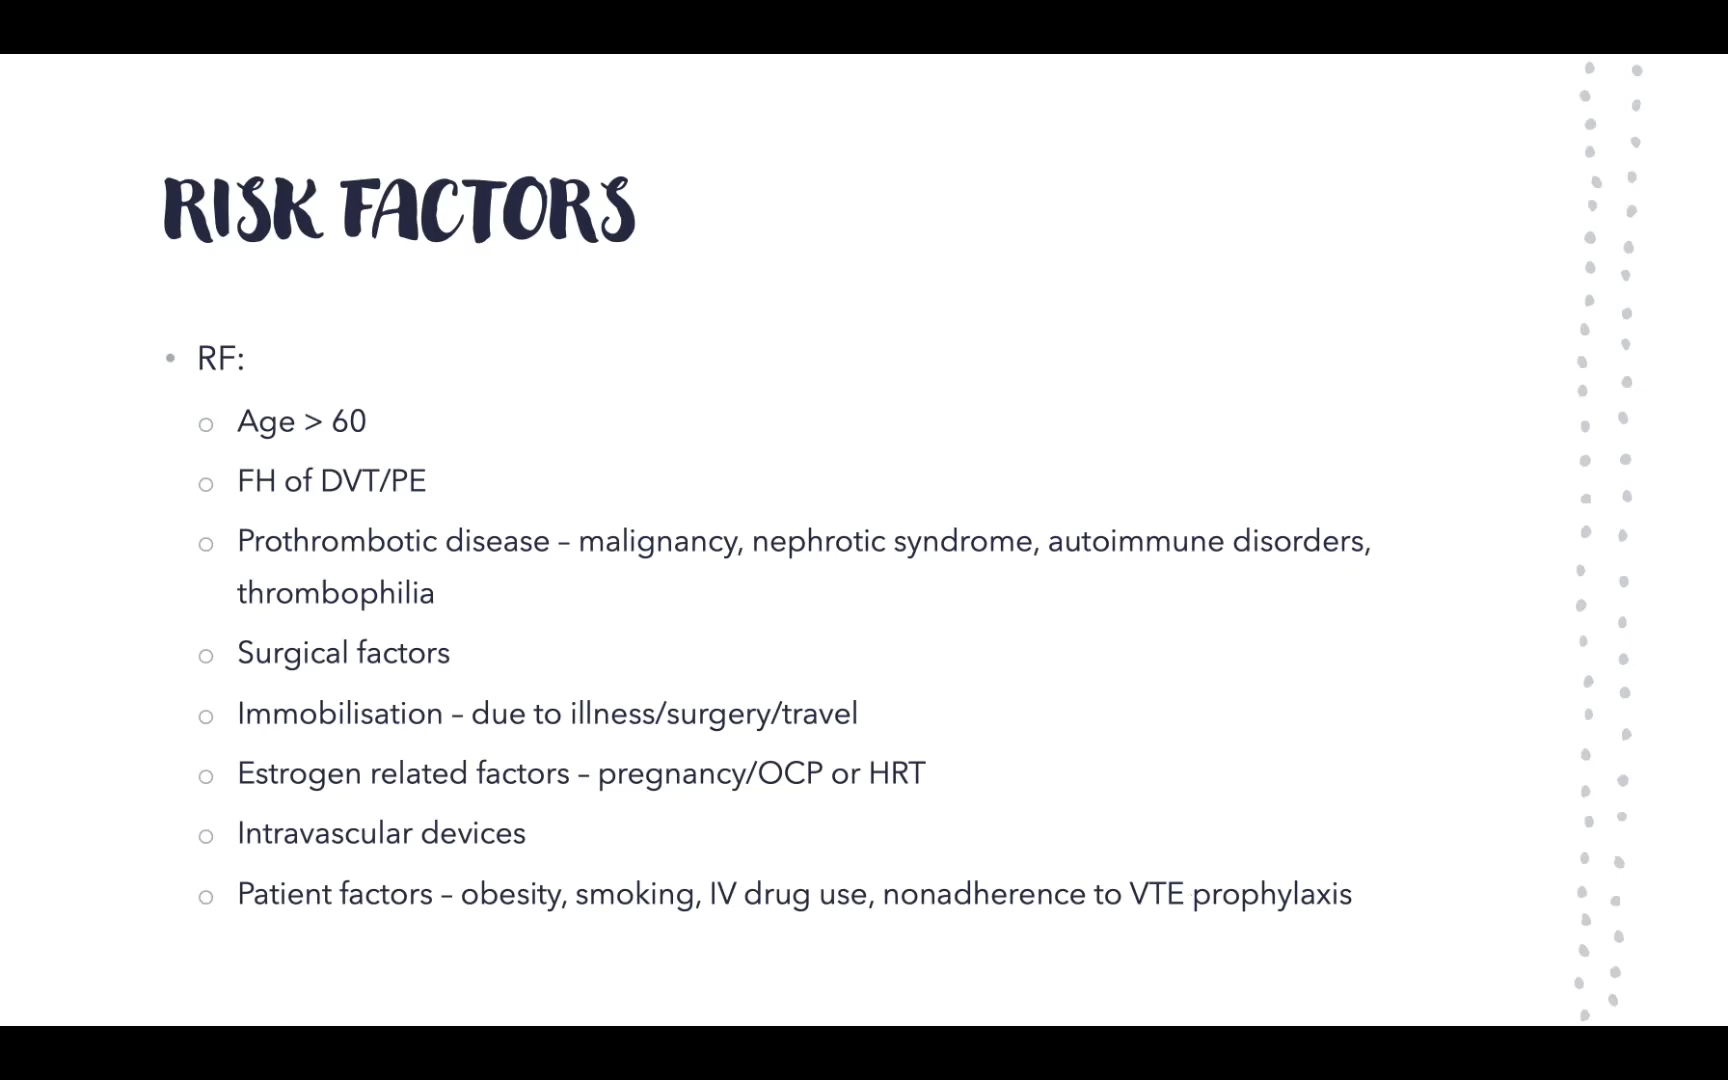 RISK FACTORS
• RF:
o Age > 60
o FH of DVT/PE
o Prothrombotic disease – malignancy, nephrotic syndrome, autoimmune disorders,
thrombophilia
o Surgical factors
o Immobilisation – due to illness/surgery/travel
o Estrogen related factors – pregnancy/OCP or HRT
o Intravascular devices
o Patient factors – obesity, smoking, IV drug use, nonadherence to VTE prophylaxis